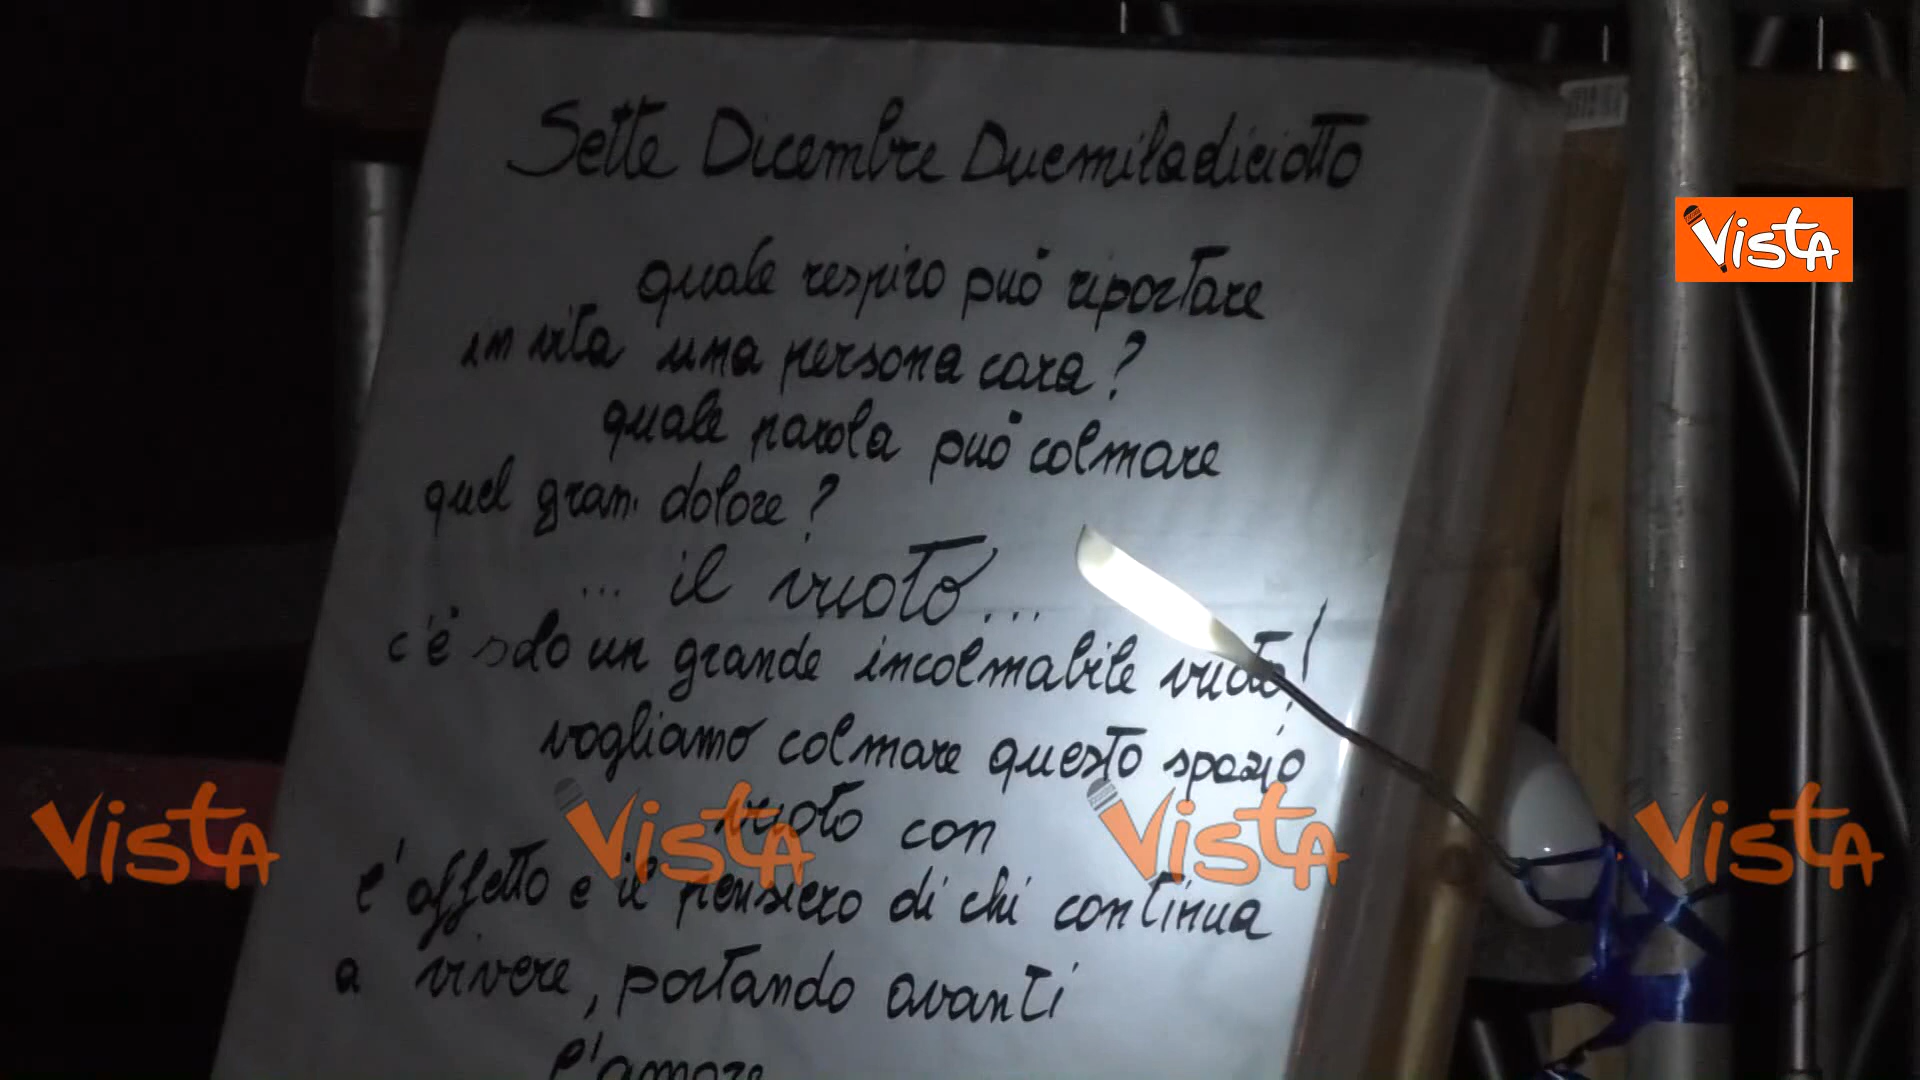 Sette Dicembre Duemiladiciotto
quale respiro può riportare
in vita una persona cara?
quale parola può colmare
quel gran. dolore?
... il vuoto...
c'è solo un grande incolmabile vuoto!
vogliamo colmare questo spazio
vuoto con
l'affetto e il pensiero di chi continua
a vivere, portando avanti
l'amore
VISTA
VISTA VISTA VISTA VISTA